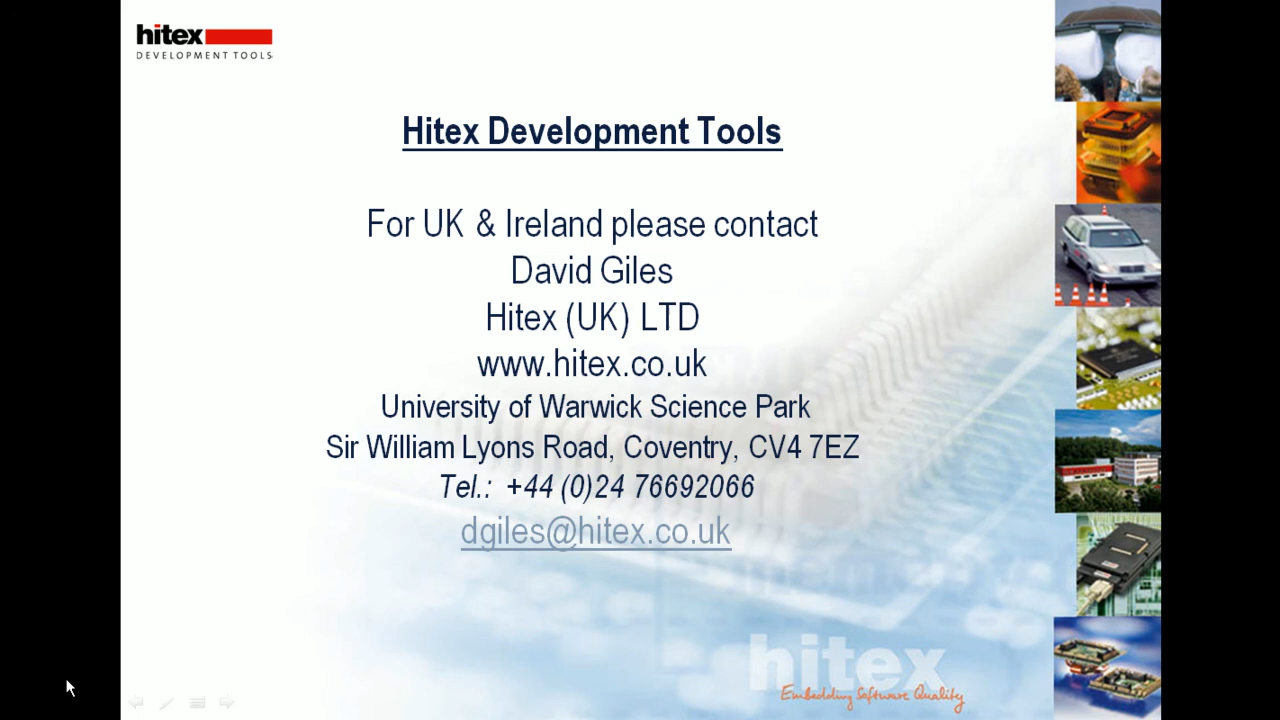 hitex
DEVELOPMENT TOOLS
Hitex Development Tools
For UK & Ireland please contact
David Giles
Hitex (UK) LTD
www.hitex.co.uk
University of Warwick Science Park
Sir William Lyons Road, Coventry, CV4 7EZ
Tel.: +44 (0)24 76692066
dgiles@hitex.co.uk
hitex
Embedding Software Quality